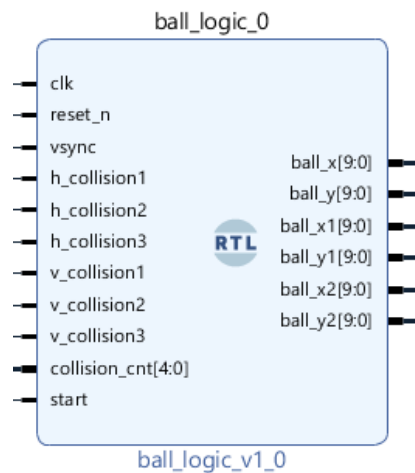 ball_logic_0
clk
reset_n
vsync
h_collision1
h_collision2
h_collision3
v_collision1
v_collision2
v_collision3
collision_cnt[4:0]
start
RTL
ball_x[9:0]
ball_y[9:0]
ball_x1[9:0]
ball_y1[9:0]
ball_x2[9:0]
ball_y2[9:0]
ball_logic_v1_0